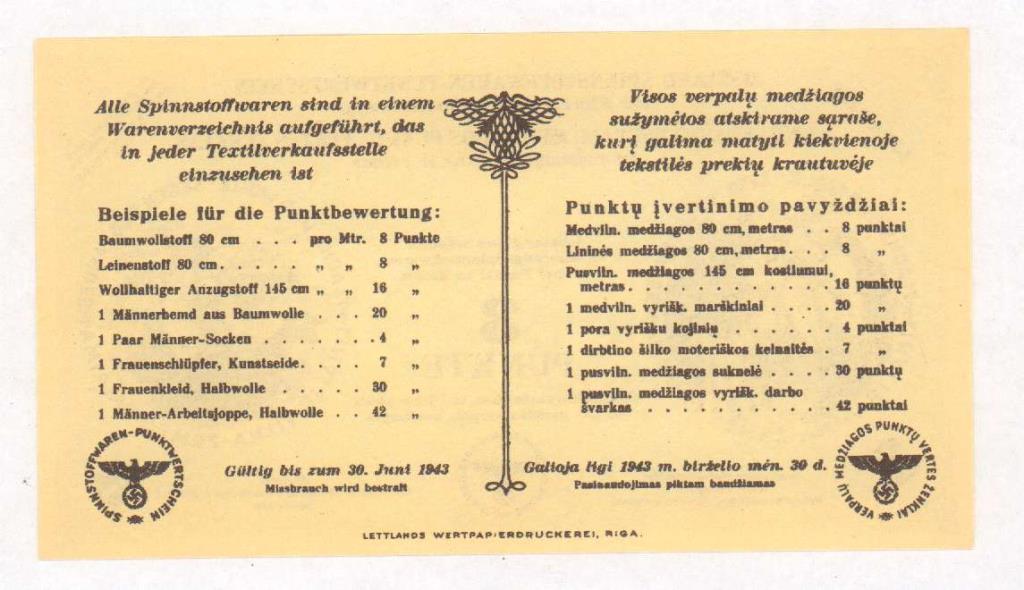 Alle Spinnstoffwaren sind in einem
Warenverzeichnis aufgeführt, das
in jeder Textilverkaufsstelle
einzusehen ist
Beispiele für die Punktbewertung:
Baumwollstoff 80 cm . . . pro Mtr. 8 Punkte
Leinenstoff 80 cm . . . . . . „ „ 8 „
Wollhaltiger Anzugstoff 145 cm „ „ 16 „
1 Männerhemd aus Baumwolle . . . 20 „
1 Paar Männer-Socken . . . . . . . . 4 „
1 Frauenschlüpfer, Kunstseide . . . . 7 „
1 Frauenkleid, Halbwolle . . . . . . 30 „
1 Männer-Arbeitsjoppe, Halbwolle . . 42 „
SPINNSTOFFWAREN-PUNKTWERTSCHEIN
Gültig bis zum 30. Juni 1943
Missbrauch wird bestraft
Visos verpalų medžiagos
sužymėtos atskirame sąraše,
kurį galima matyti kiekvienoje
tekstilės prekių krautuvėje
Punktų įvertinimo pavyždžiai:
Medviln. medžiagos 80 cm, metras . . 8 punktai
Lininės medžiagos 80 cm, metras . . . 8 „
Pusviln. medžiagos 145 cm kostiumui,
metras . . . . . . . . . . . . . 16 punktų
1 medviln. vyrišk. marškiniai . . . . 20 „
1 pora vyrišku kojinių . . . . . . . . 4 punktai
1 dirbtino šilko moteriškos kelnaitės . 7 „
1 pusviln. medžiagos suknelė . . . . 30 punktų
1 pusviln. medžiagos vyrišk. darbo
švarkas . . . . . . . . . . . . 42 punktai
Galioja ligi 1943 m. birželio mėn. 30 d.
Pasinaudojimas piktam baudžiamas
VERPALŲ MEDŽIAGOS PUNKTŲ VERTĖS ŽENKLAI
LETTLANDS WERTPAPIERDRUCKEREI, RIGA.